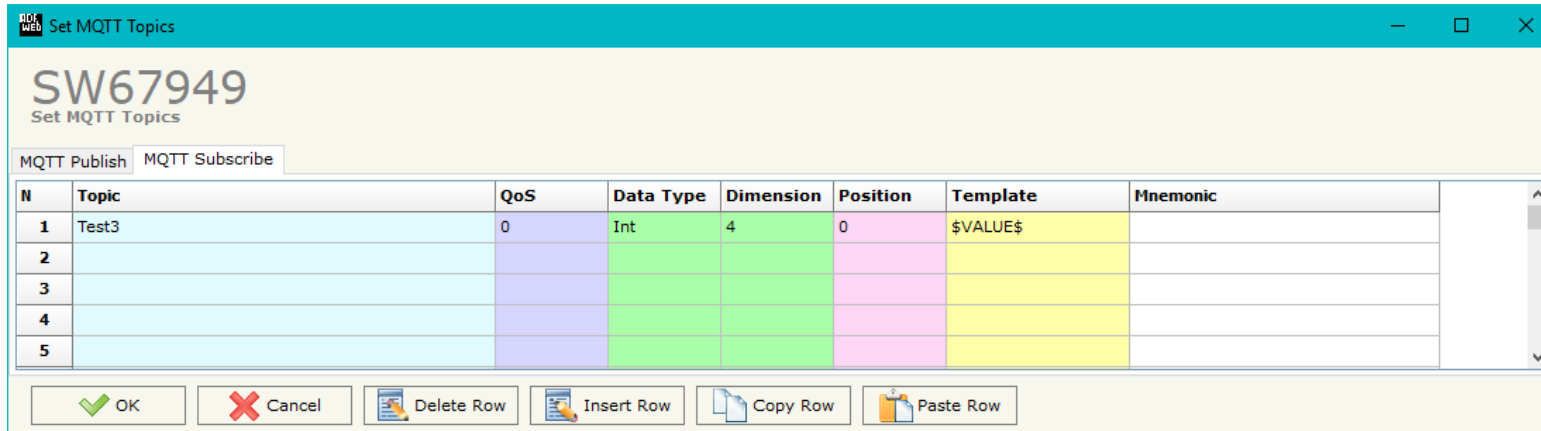 ADF WEB Set MQTT Topics
SW67949
Set MQTT Topics
MQTT Publish MQTT Subscribe
N Topic QoS Data Type Dimension Position Template Mnemonic
1 Test3 0 Int 4 0 $VALUE$
2
3
4
5
OK Cancel Delete Row Insert Row Copy Row Paste Row